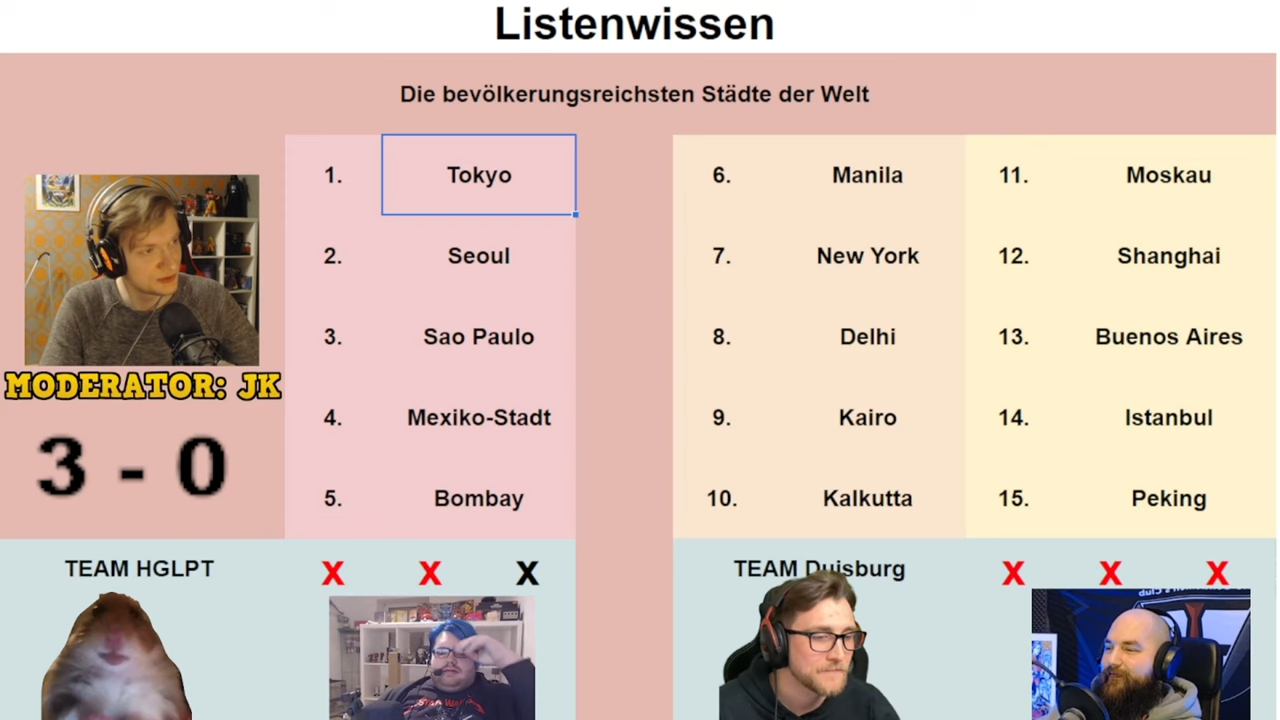 Listenwissen
Die bevölkerungsreichsten Städte der Welt
1. Tokyo
2. Seoul
3. Sao Paulo
4. Mexiko-Stadt
5. Bombay
6. Manila
7. New York
8. Delhi
9. Kairo
10. Kalkutta
11. Moskau
12. Shanghai
13. Buenos Aires
14. Istanbul
15. Peking
MODERATOR: JK
3 - 0
TEAM HGLPT X X X
TEAM Duisburg X X X